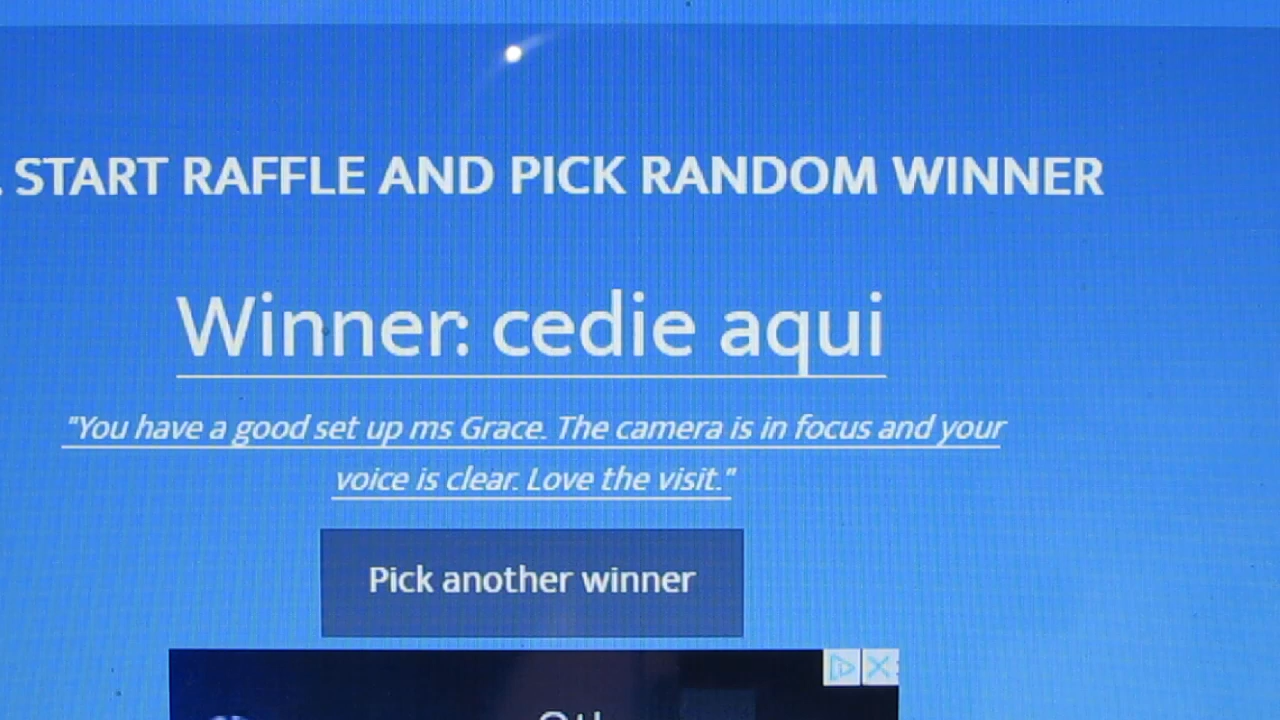 . START RAFFLE AND PICK RANDOM WINNER
Winner: cedie aqui
"You have a good set up ms Grace. The camera is in focus and your
voice is clear. Love the visit."
Pick another winner